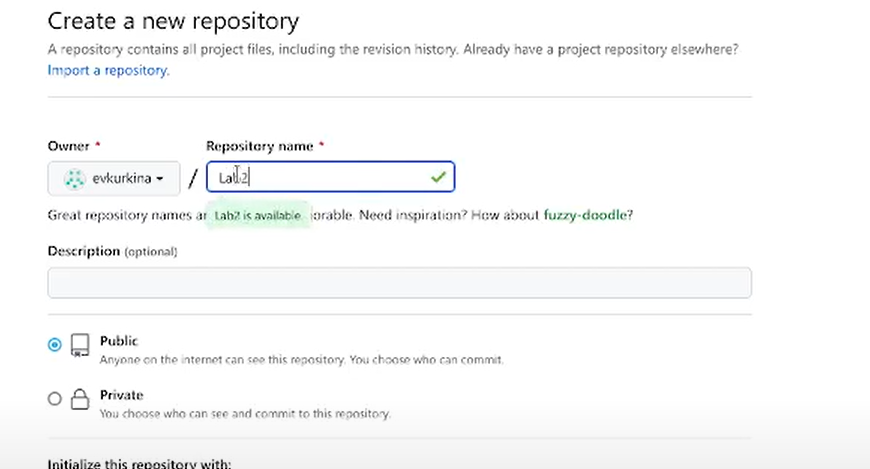 Create a new repository
A repository contains all project files, including the revision history. Already have a project repository elsewhere?
Import a repository.
Owner *
Repository name *
evkurkina
/
Lab2
Great repository names ar Lab2 is available orable. Need inspiration? How about fuzzy-doodle?
Description (optional)
Public
Anyone on the internet can see this repository. You choose who can commit.
Private
You choose who can see and commit to this repository.
Initialize this repository with: